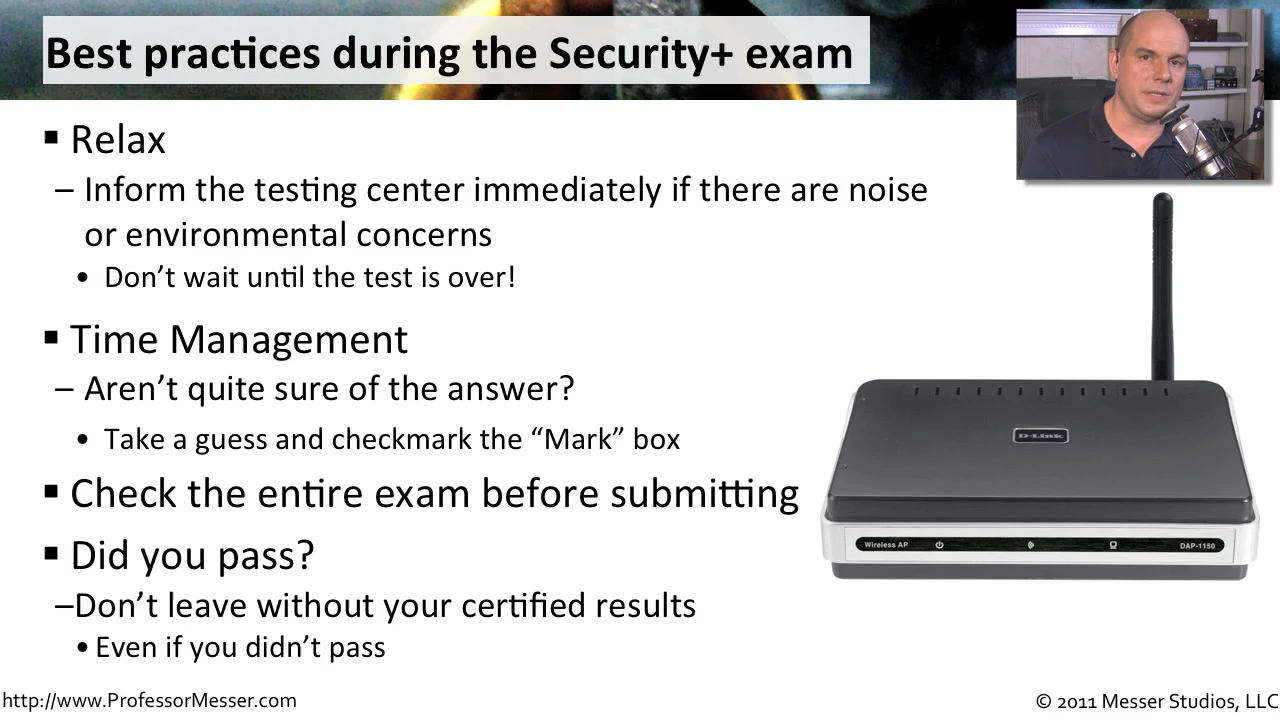 Best practices during the Security+ exam
▪ Relax
– Inform the testing center immediately if there are noise
or environmental concerns
• Don't wait until the test is over!
▪ Time Management
– Aren't quite sure of the answer?
• Take a guess and checkmark the “Mark” box
▪ Check the entire exam before submitting
▪ Did you pass?
–Don't leave without your certified results
• Even if you didn't pass
D-Link
Wireless AP
DAP-1150
http://www.ProfessorMesser.com
© 2011 Messer Studios, LLC